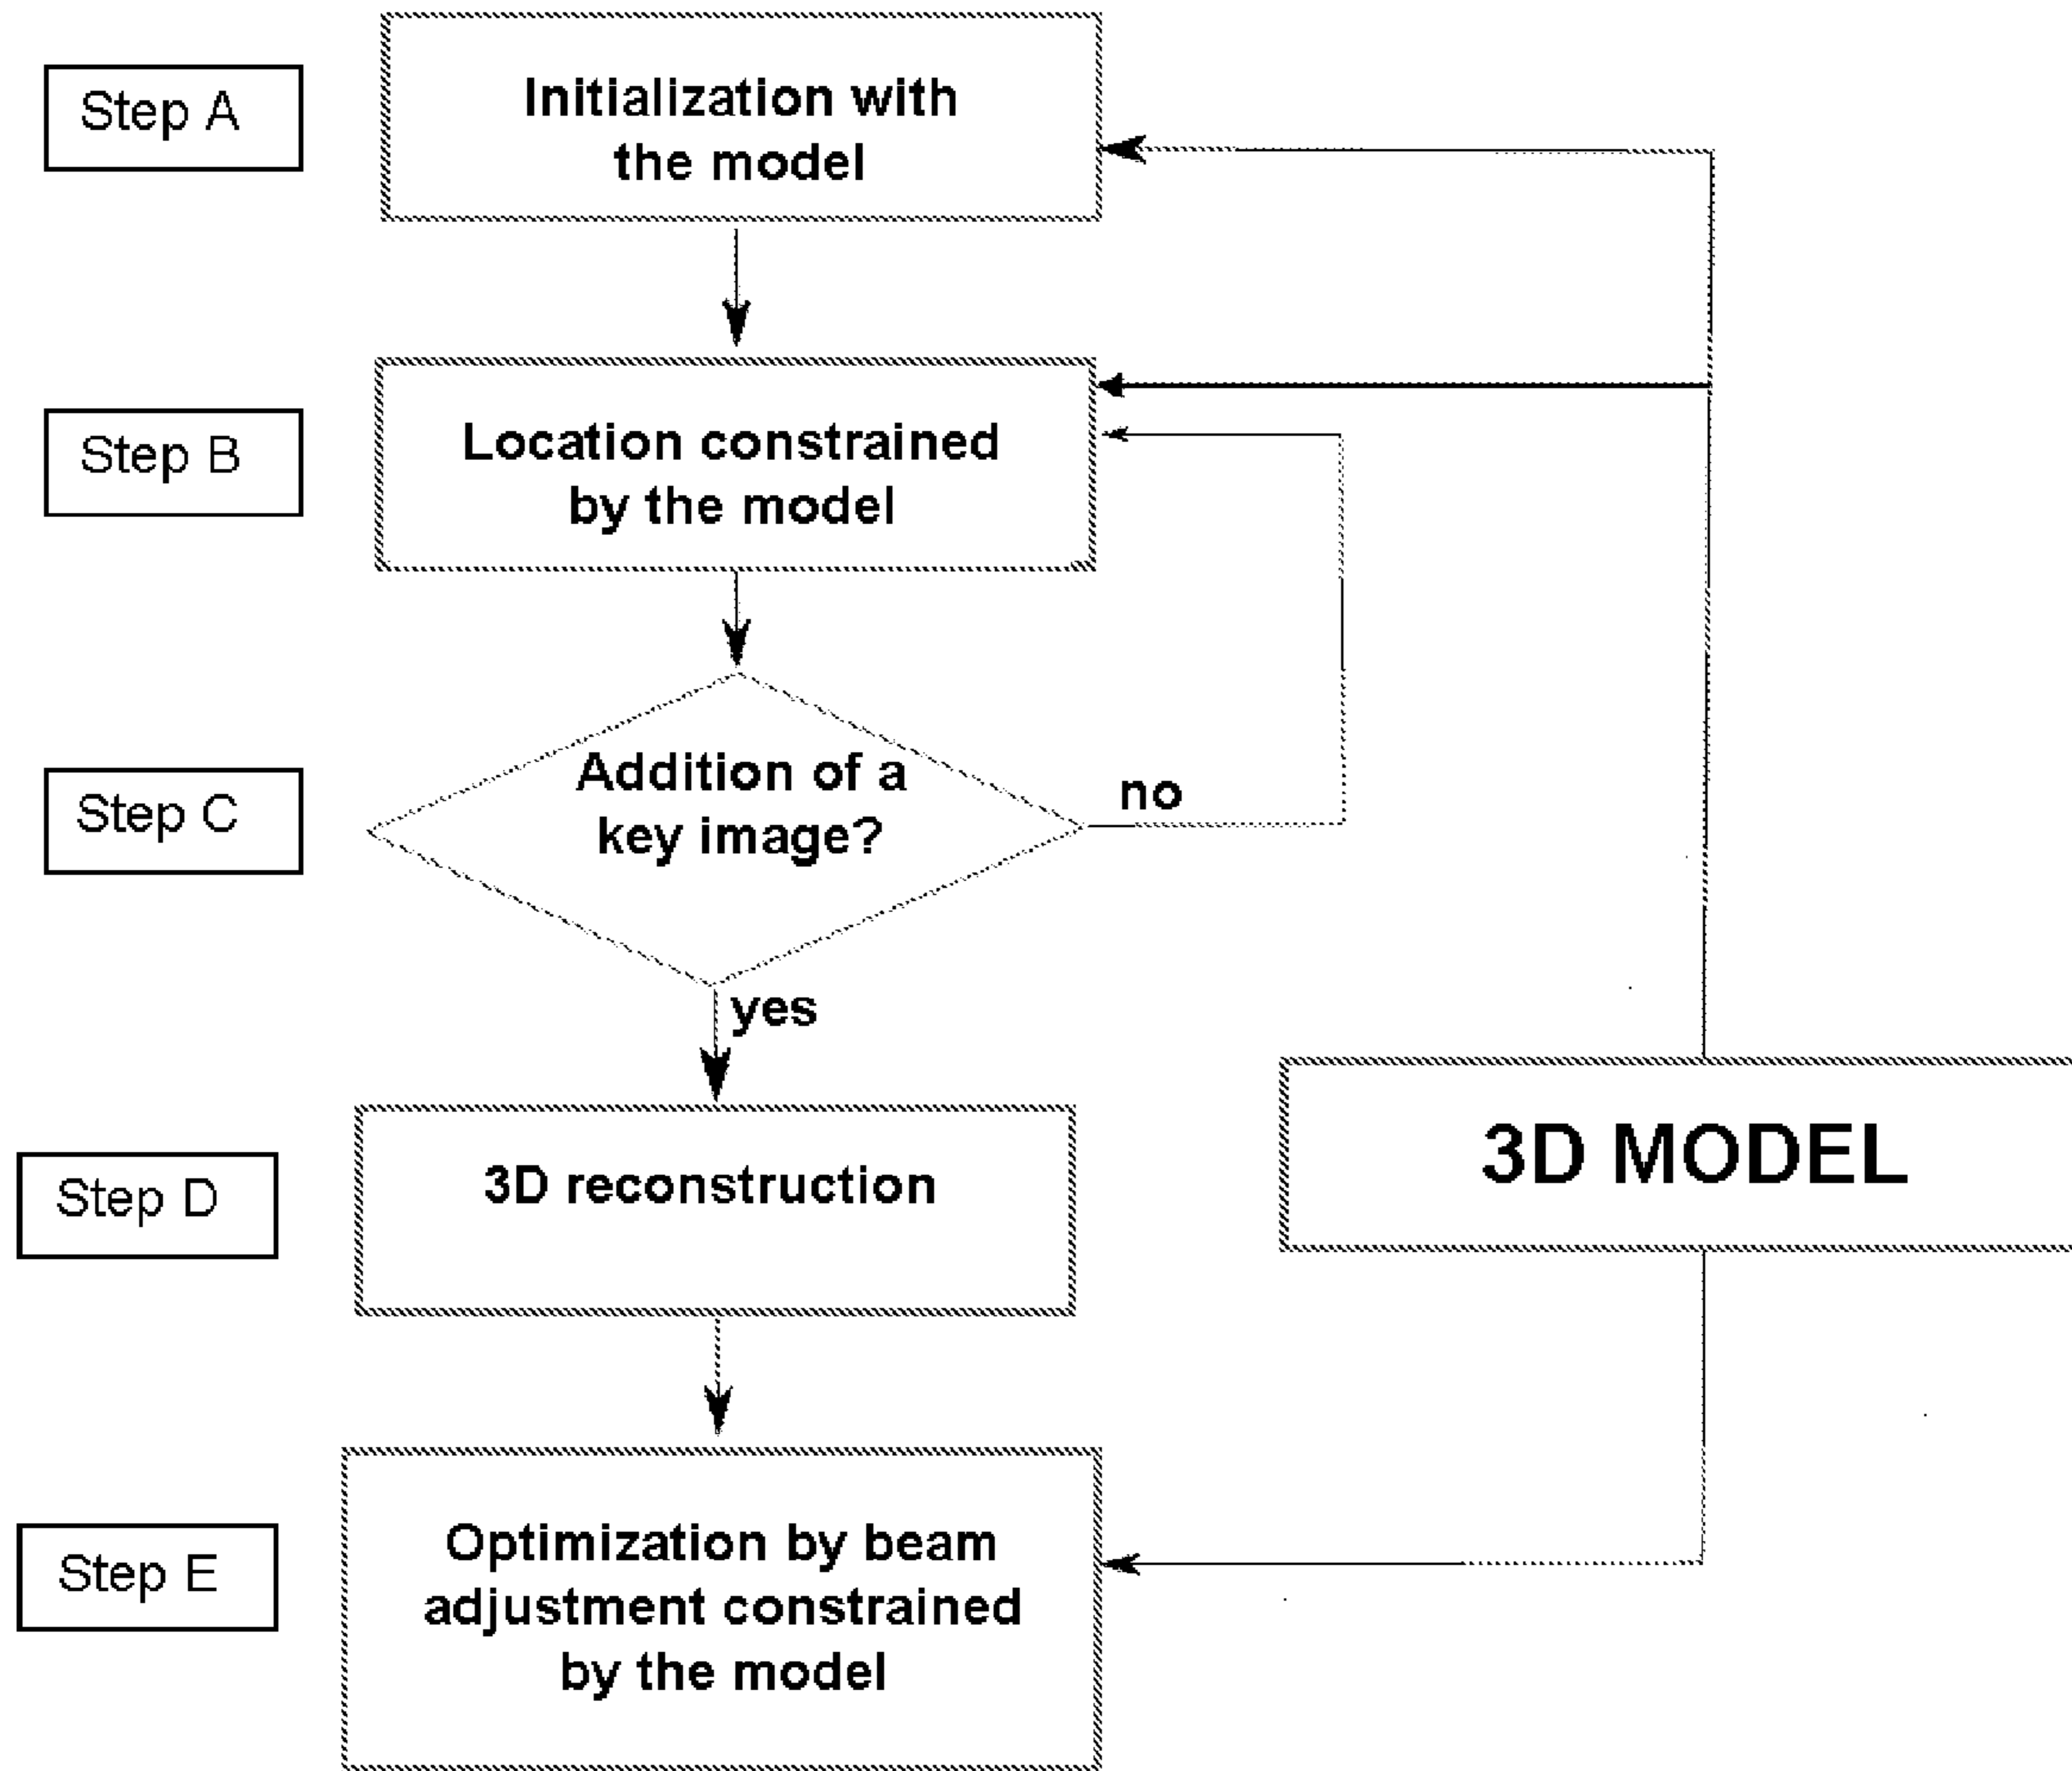 Step A
Initialization with
the model
Step B
Location constrained
by the model
Step C
Addition of a
key image?
no
yes
Step D
3D reconstruction
3D MODEL
Step E
Optimization by beam
adjustment constrained
by the model